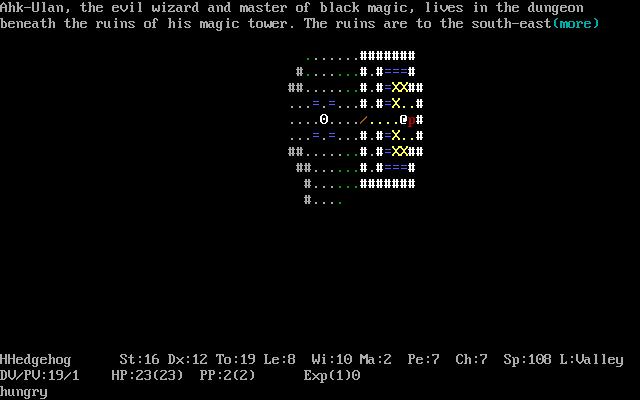 Ahk-Ulan, the evil wizard and master of black magic, lives in the dungeon
beneath the ruins of his magic tower. The ruins are to the south-east(more)
.......#######
#.......#.#===#
##.......#.#=XX##
...=.=...#.#=X..#
....0..../....@p#
...=.=...#.#=X..#
##.......#.#=XX##
##......#.#===#
#......#######
#....
HHedgehog St:16 Dx:12 To:19 Le:8 Wi:10 Ma:2 Pe:7 Ch:7 Sp:108 L:Valley
DV/PV:19/1 HP:23(23) PP:2(2) Exp(1)0
hungry